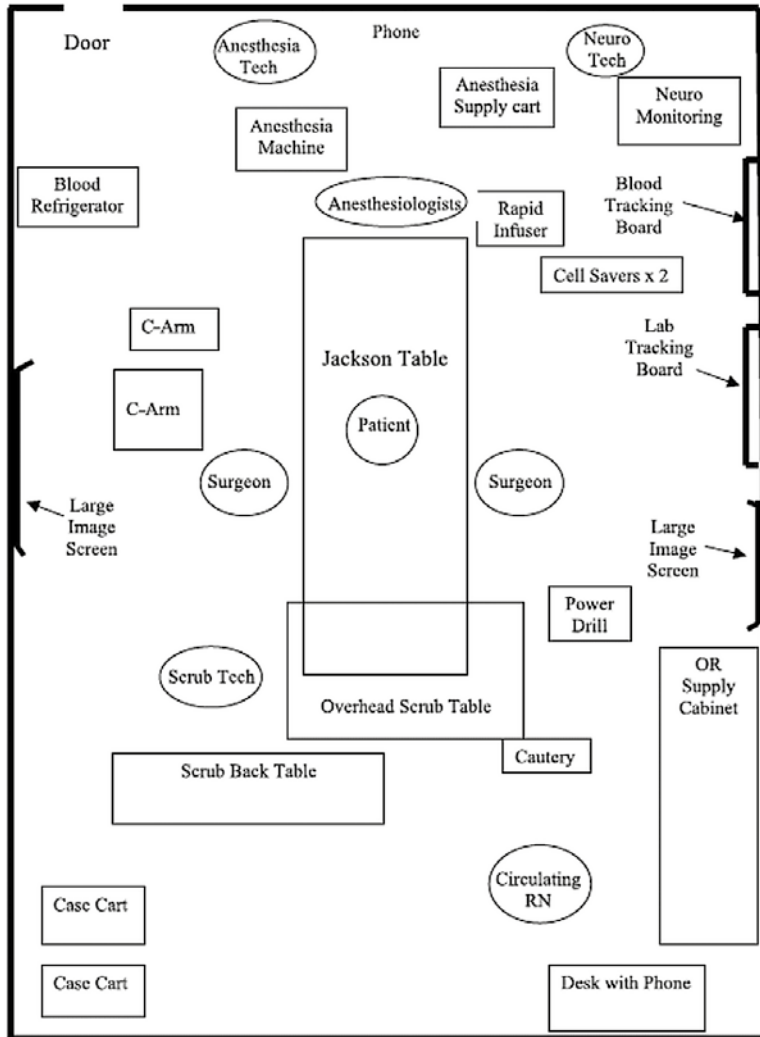 Door
Anesthesia
Tech
Phone
Neuro
Tech
Anesthesia
Supply cart
Neuro
Monitoring
Anesthesia
Machine
Blood
Refrigerator
Anesthesiologists
Rapid
Infuser
Blood
Tracking
Board
Cell Savers x 2
C-Arm
Lab
Tracking
Board
Jackson Table
C-Arm
Patient
Surgeon
Surgeon
Large
Image
Screen
Large
Image
Screen
Power
Drill
Scrub Tech
OR
Supply
Cabinet
Overhead Scrub Table
Cautery
Scrub Back Table
Circulating
RN
Case Cart
Case Cart
Desk with Phone